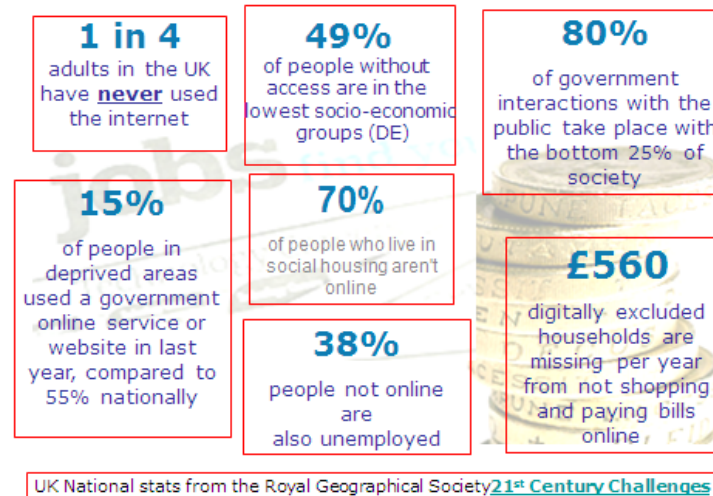 1 in 4
adults in the UK
have never used
the internet
49%
of people without
access are in the
lowest socio-economic
groups (DE)
80%
of government
interactions with the
public take place with
the bottom 25% of
society
15%
of people in
deprived areas
used a government
online service or
website in last
year, compared to
55% nationally
70%
of people who live in
social housing aren't
online
38%
people not online
are
also unemployed
£560
digitally excluded
households are
missing per year
from not shopping
and paying bills
online
jobs
UK National stats from the Royal Geographical Society21st Century Challenges